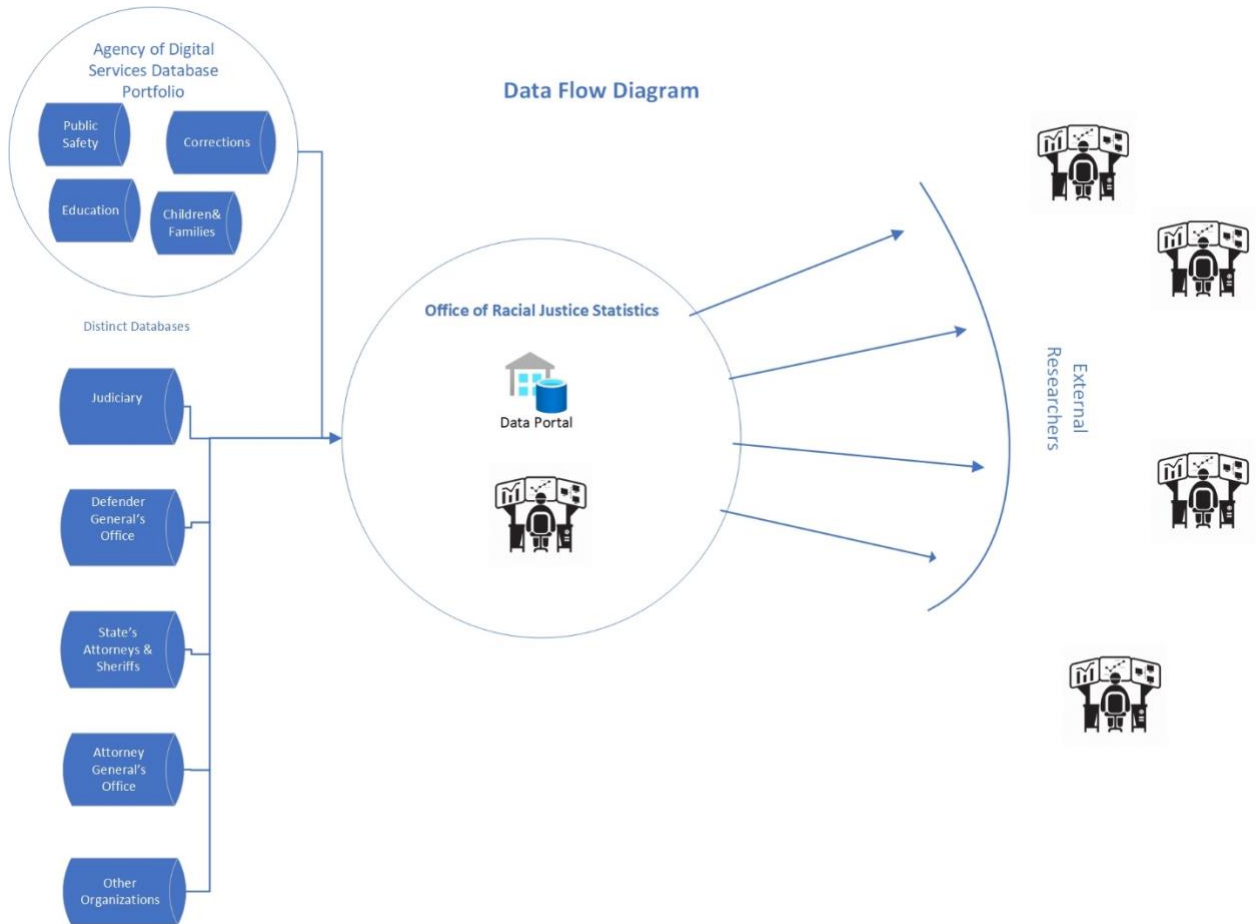 Agency of Digital
Services Database
Portfolio
Public
Safety
Corrections
Education
Children&
Families
Data Flow Diagram
Distinct Databases
Judiciary
Defender
General's
Office
State's
Attorneys &
Sheriffs
Attorney
General's
Office
Other
Organizations
Office of Racial Justice Statistics
Data Portal
External
Researchers